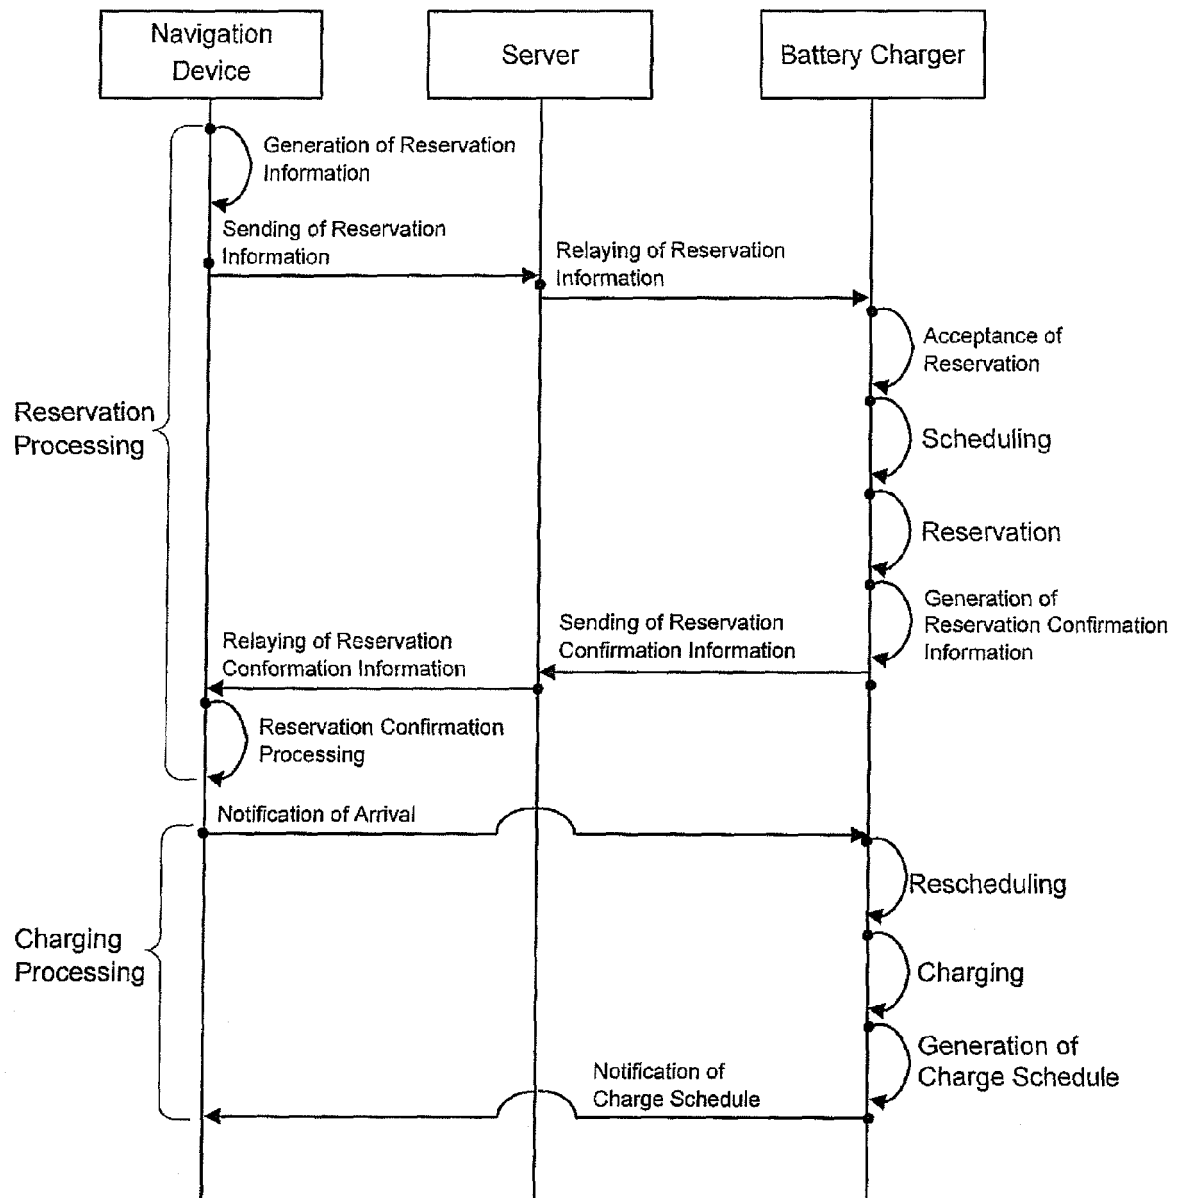 Navigation
Device
Server
Battery Charger
Generation of Reservation
Information
Sending of Reservation
Information
Relaying of Reservation
Information
Acceptance of
Reservation
Reservation
Processing
Scheduling
Reservation
Generation of
Reservation Confirmation
Information
Sending of Reservation
Confirmation Information
Relaying of Reservation
Conformation Information
Reservation Confirmation
Processing
Notification of Arrival
Rescheduling
Charging
Processing
Charging
Generation of
Charge Schedule
Notification of
Charge Schedule